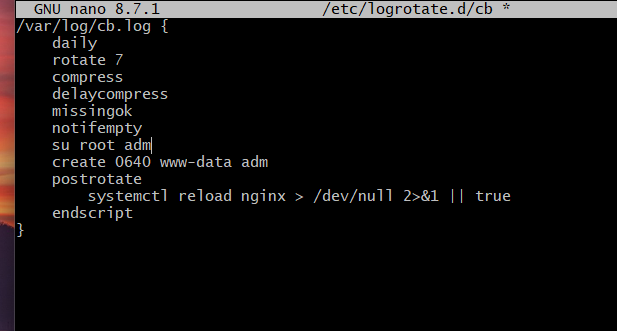 GNU nano 8.7.1 /etc/logrotate.d/cb *
/var/log/cb.log {
daily
rotate 7
compress
delaycompress
missingok
notifempty
su root adm
create 0640 www-data adm
postrotate
systemctl reload nginx > /dev/null 2>&1 || true
endscript
}